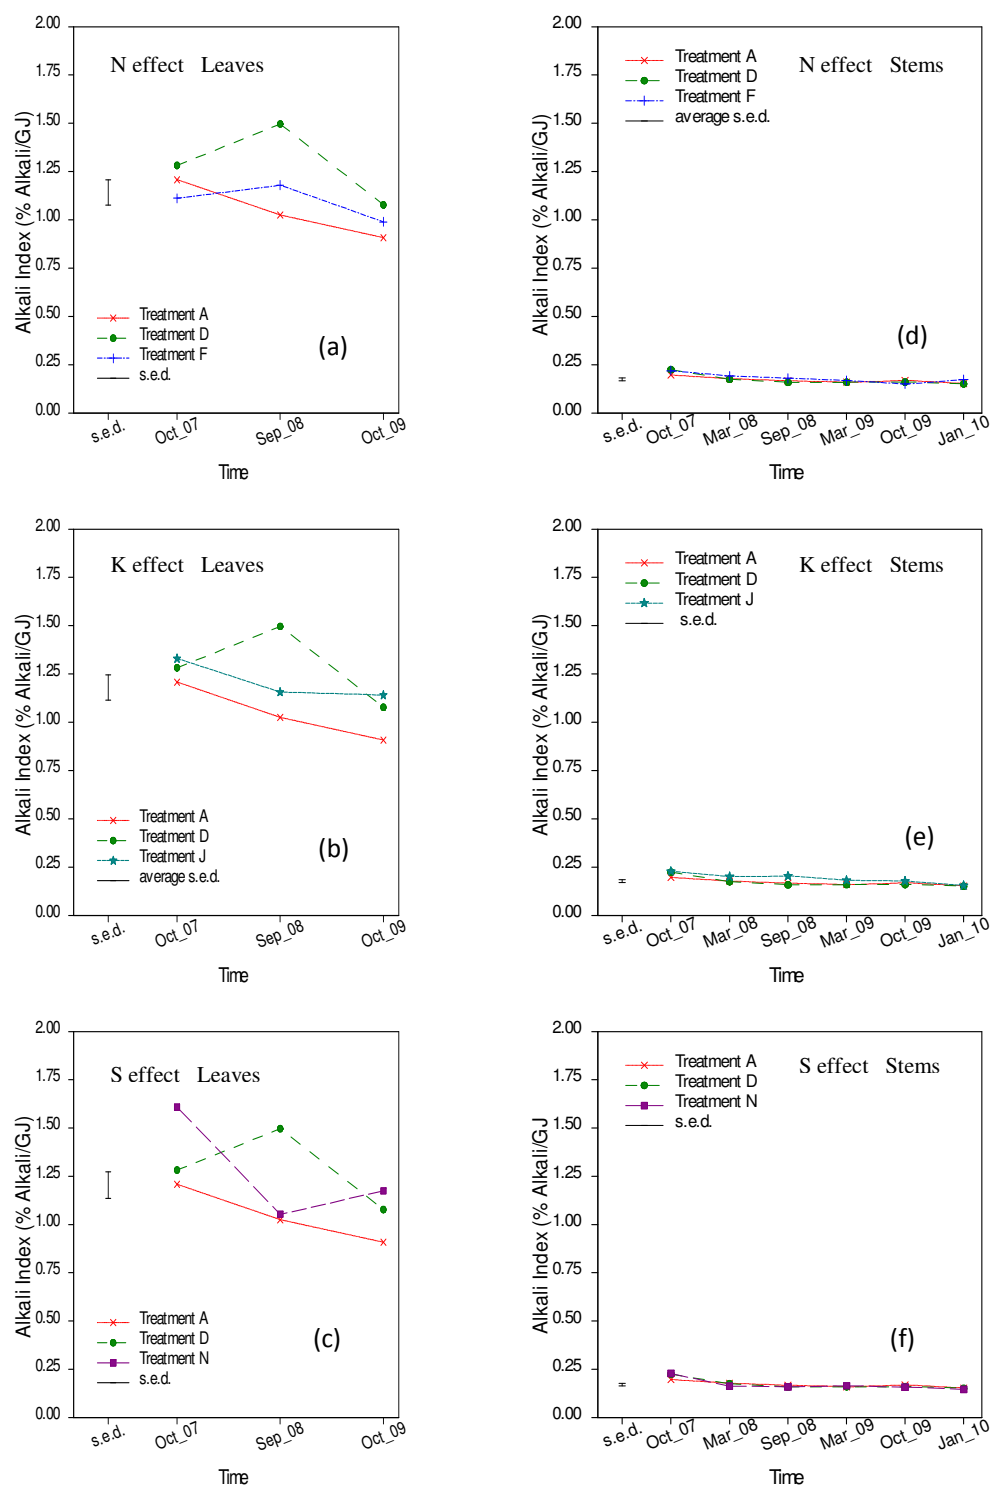 2.00
N effect Leaves
1.75
1.50
1.25
1.00
0.75
0.50
0.25
0.00
Alkali Index (% Alkali/GJ)
Treatment A
Treatment D
Treatment F
s.e.d.
(a)
s.e.d.
Oct_07
Sep_08
Oct_09
Time
2.00
Treatment A
Treatment D
Treatment F
average s.e.d.
N effect Stems
1.75
1.50
1.25
1.00
0.75
0.50
0.25
0.00
Alkali Index (% Alkali/GJ)
(d)
s.e.d.
Oct_07
Mar_08
Sep_08
Mar_09
Oct_09
Jan_10
Time
2.00
K effect Leaves
1.75
1.50
1.25
1.00
0.75
0.50
0.25
0.00
Alkali Index (% Alkali/GJ)
Treatment A
Treatment D
Treatment J
average s.e.d.
(b)
s.e.d.
Oct_07
Sep_08
Oct_09
Time
2.00
Treatment A
Treatment D
Treatment J
s.e.d.
K effect Stems
1.75
1.50
1.25
1.00
0.75
0.50
0.25
0.00
Alkali Index (% Alkali/GJ)
(e)
s.e.d.
Oct_07
Mar_08
Sep_08
Mar_09
Oct_09
Jan_10
Time
2.00
S effect Leaves
1.75
1.50
1.25
1.00
0.75
0.50
0.25
0.00
Alkali Index (% Alkali/GJ
Treatment A
Treatment D
Treatment N
s.e.d.
(c)
s.e.d.
Oct_07
Sep_08
Oct_09
Time
2.00
Treatment A
Treatment D
Treatment N
s.e.d.
S effect Stems
1.75
1.50
1.25
1.00
0.75
0.50
0.25
0.00
Alkali Index (% Alkali/GJ)
(f)
s.e.d.
Oct_07
Mar_08
Sep_08
Mar_09
Oct_09
Jan_10
Time